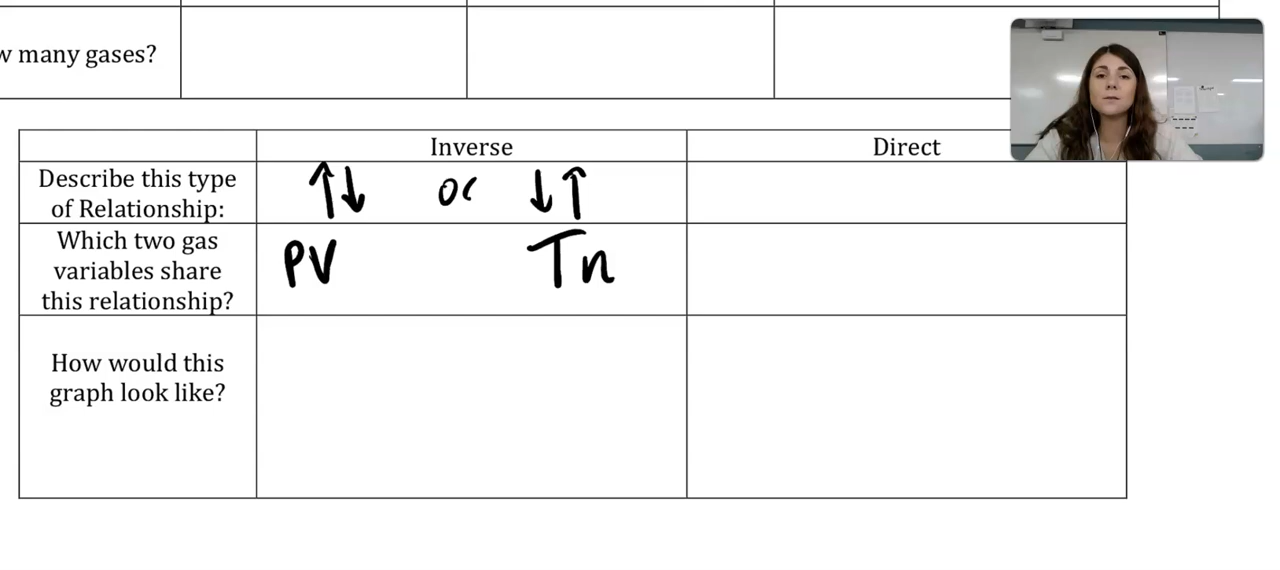 w many gases?
Inverse Direct
Describe this type
of Relationship:
↑↓ or ↓↑
Which two gas
variables share
this relationship?
PV Tn
How would this
graph look like?